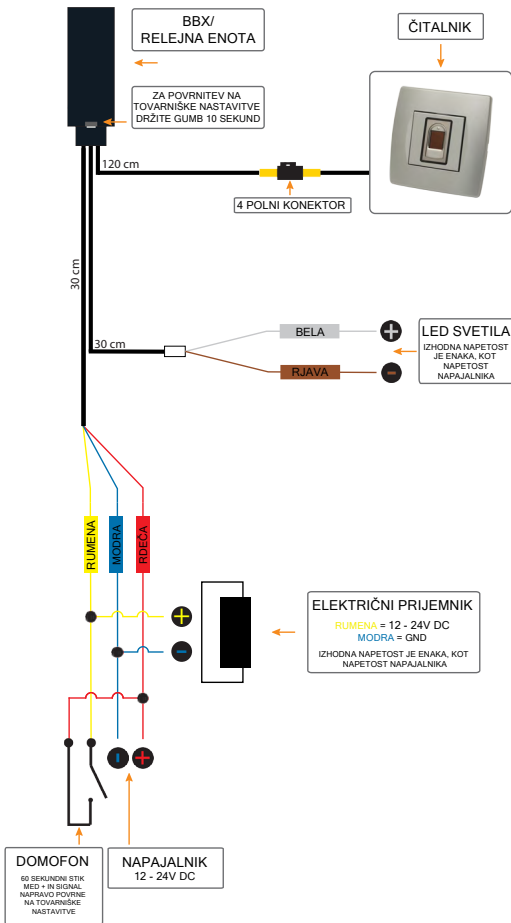 BBX/
RELEJNA ENOTA
ČITALNIK
ZA POVRNITEV NA
TOVARNIŠKE NASTAVITVE
DRŽITE GUMB 10 SEKUND
120 cm
4 POLNI KONEKTOR
30 cm
30 cm
BELA
RJAVA
LED SVETILA
IZHODNA NAPETOST
JE ENAKA, KOT
NAPETOST
NAPAJALNIKA
RUMENA
MODRA
RDEČA
ELEKTRIČNI PRIJEMNIK
RUMENA = 12 - 24V DC
MODRA = GND
IZHODNA NAPETOST JE ENAKA, KOT
NAPETOST NAPAJALNIKA
DOMOFON
60 SEKUNDNI STIK
MED + IN SIGNAL
NAPRAVO POVRNE
NA TOVARNIŠKE
NASTAVITVE
NAPAJALNIK
12 - 24V DC